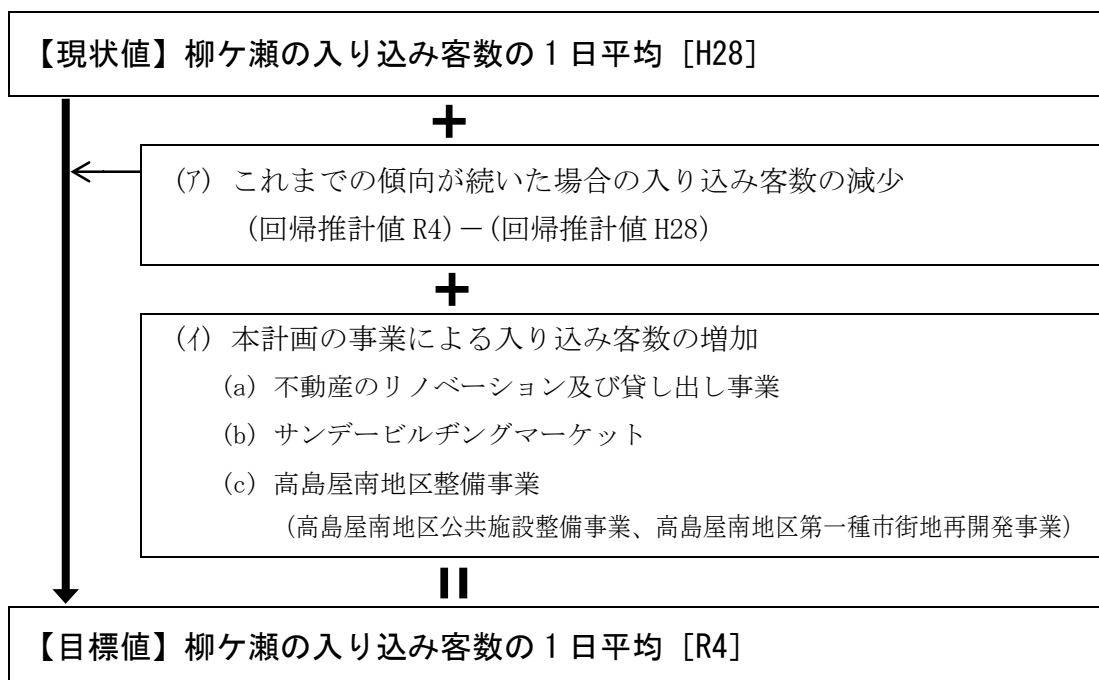 【現状値】柳ケ瀬の入り込み客数の1日平均［H28］
＋
(ｱ) これまでの傾向が続いた場合の入り込み客数の減少
(回帰推計値 R4)－(回帰推計値 H28)
＋
(ｲ) 本計画の事業による入り込み客数の増加
(a) 不動産のリノベーション及び貸し出し事業
(b) サンデービルヂングマーケット
(c) 高島屋南地区整備事業
(高島屋南地区公共施設整備事業、高島屋南地区第一種市街地再開発事業)
＝
【目標値】柳ケ瀬の入り込み客数の1日平均［R4］